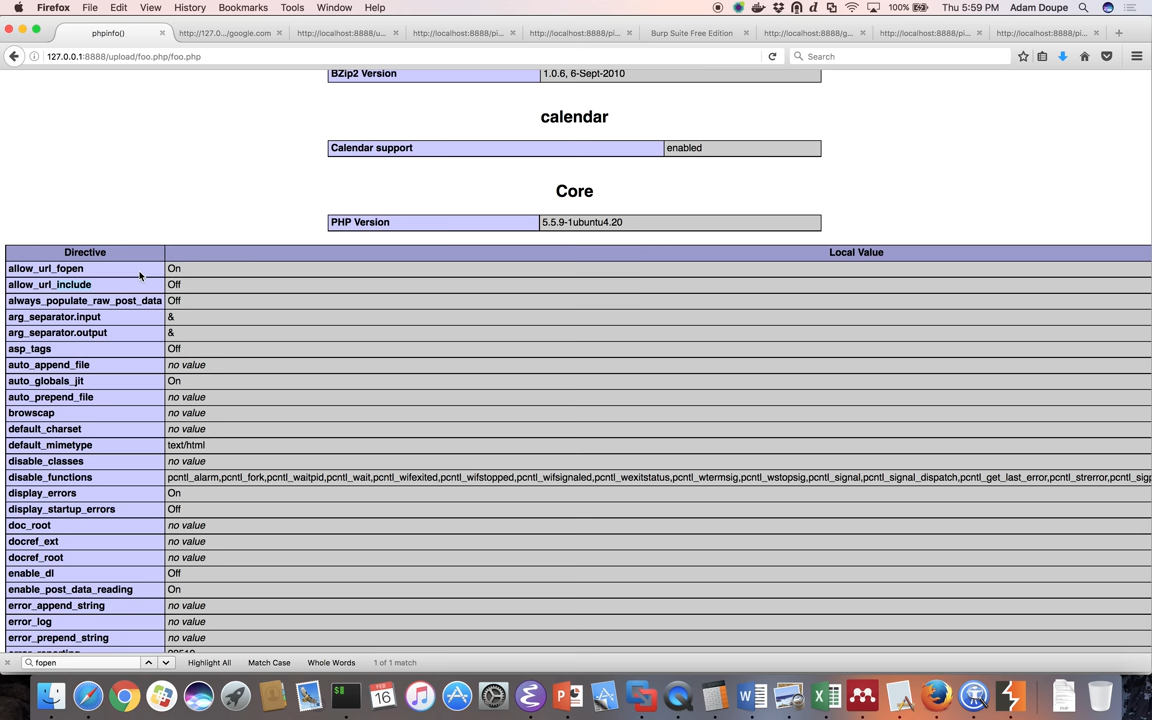 Firefox File Edit View History Bookmarks Tools Window Help 100% Thu 5:59 PM Adam Doupe
phpinfo() http://127.0.../google.com http://localhost:8888/u... http://localhost:8888/pi... http://localhost:8888/pi... Burp Suite Free Edition http://localhost:8888/g... http://localhost:8888/pi... http://localhost:8888/pi...
127.0.0.1:8888/upload/foo.php/foo.php Search
BZip2 Version 1.0.6, 6-Sept-2010
calendar
Calendar support enabled
Core
PHP Version 5.5.9-1ubuntu4.20
Directive Local Value
allow_url_fopen On
allow_url_include Off
always_populate_raw_post_data Off
arg_separator.input &
arg_separator.output &
asp_tags Off
auto_append_file no value
auto_globals_jit On
auto_prepend_file no value
browscap no value
default_charset no value
default_mimetype text/html
disable_classes no value
disable_functions pcntl_alarm,pcntl_fork,pcntl_waitpid,pcntl_wait,pcntl_wifexited,pcntl_wifstopped,pcntl_wifsignaled,pcntl_wexitstatus,pcntl_wtermsig,pcntl_wstopsig,pcntl_signal,pcntl_signal_dispatch,pcntl_get_last_error,pcntl_strerror,pcntl_sigp
display_errors On
display_startup_errors Off
doc_root no value
docref_ext no value
docref_root no value
enable_dl Off
enable_post_data_reading On
error_append_string no value
error_log no value
error_prepend_string no value
fopen Highlight All Match Case Whole Words 1 of 1 match
FEB
16